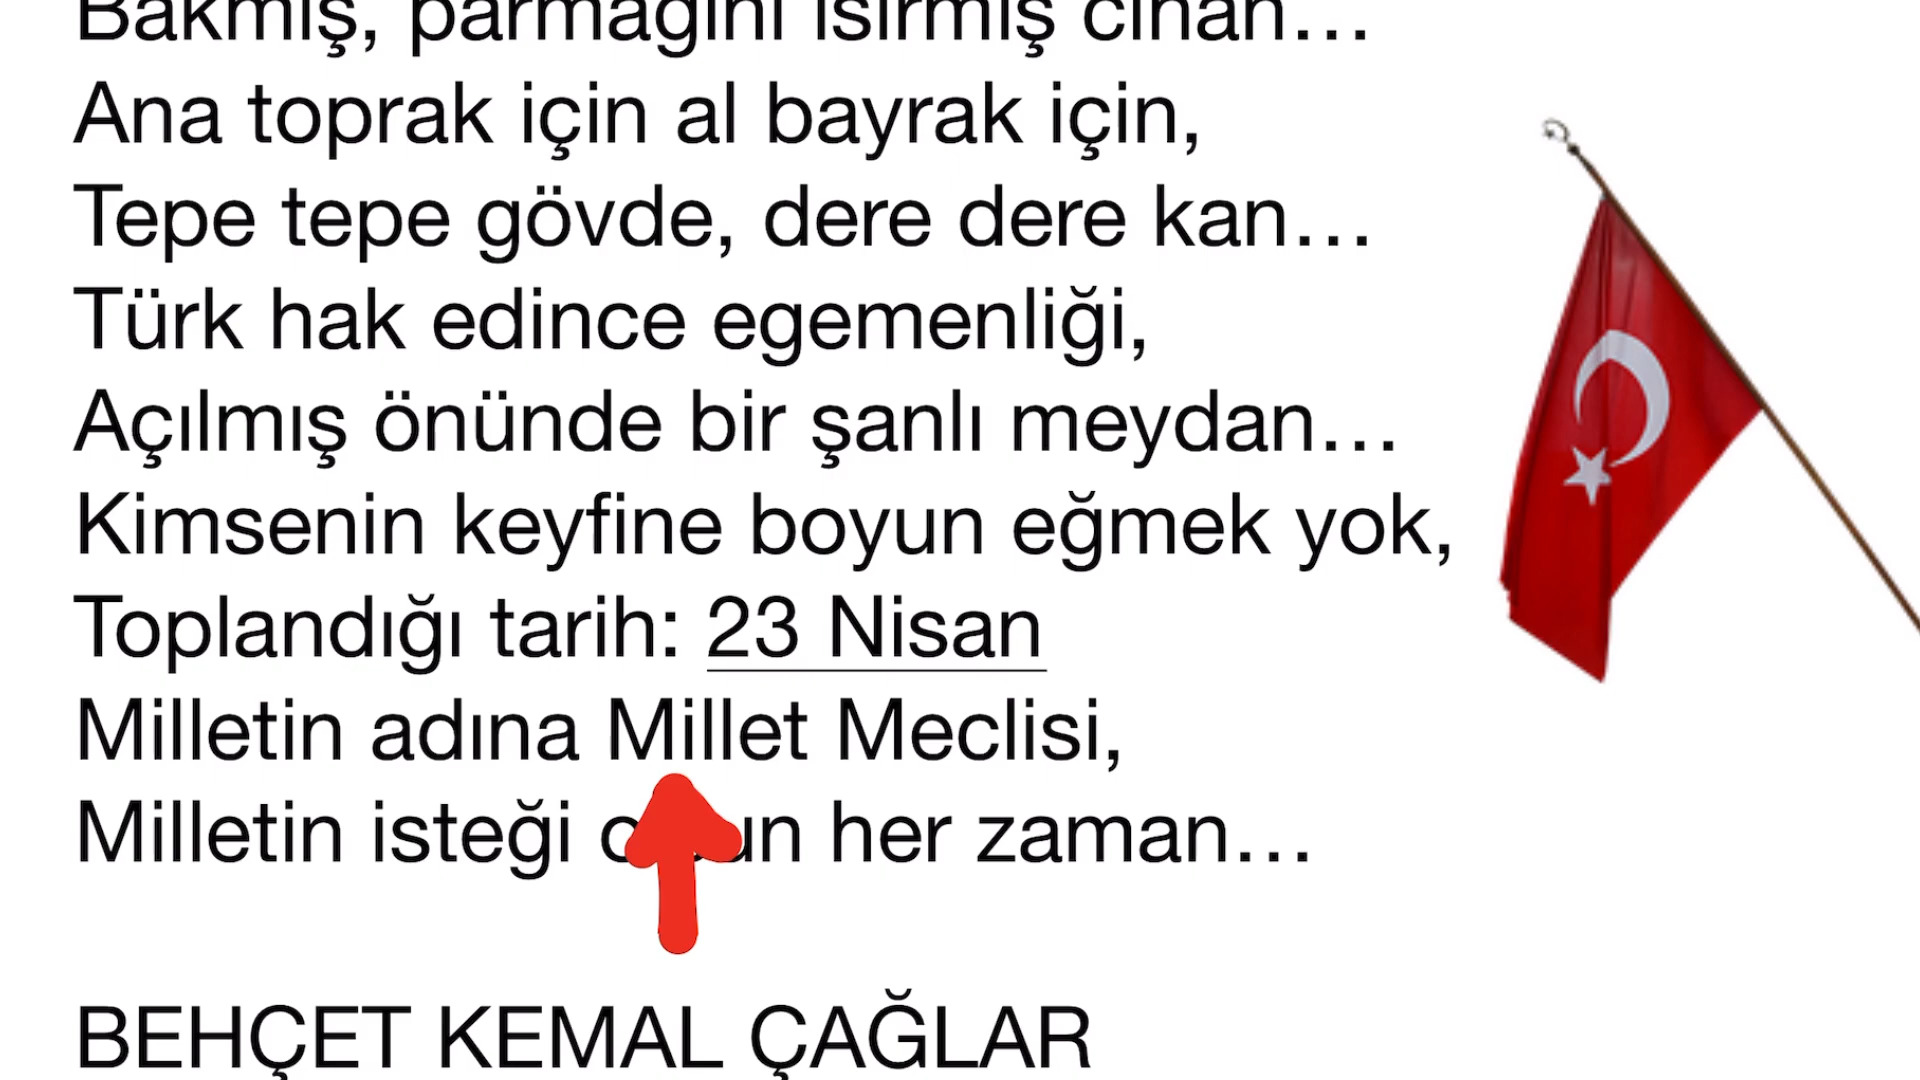 Bakmış, parmağını ısırmış cihan…
Ana toprak için al bayrak için,
Tepe tepe gövde, dere dere kan…
Türk hak edince egemenliği,
Açılmış önünde bir şanlı meydan…
Kimsenin keyfine boyun eğmek yok,
Toplandığı tarih: 23 Nisan
Milletin adına Millet Meclisi,
Milletin isteği her zaman…
BEHÇET KEMAL ÇAĞLAR